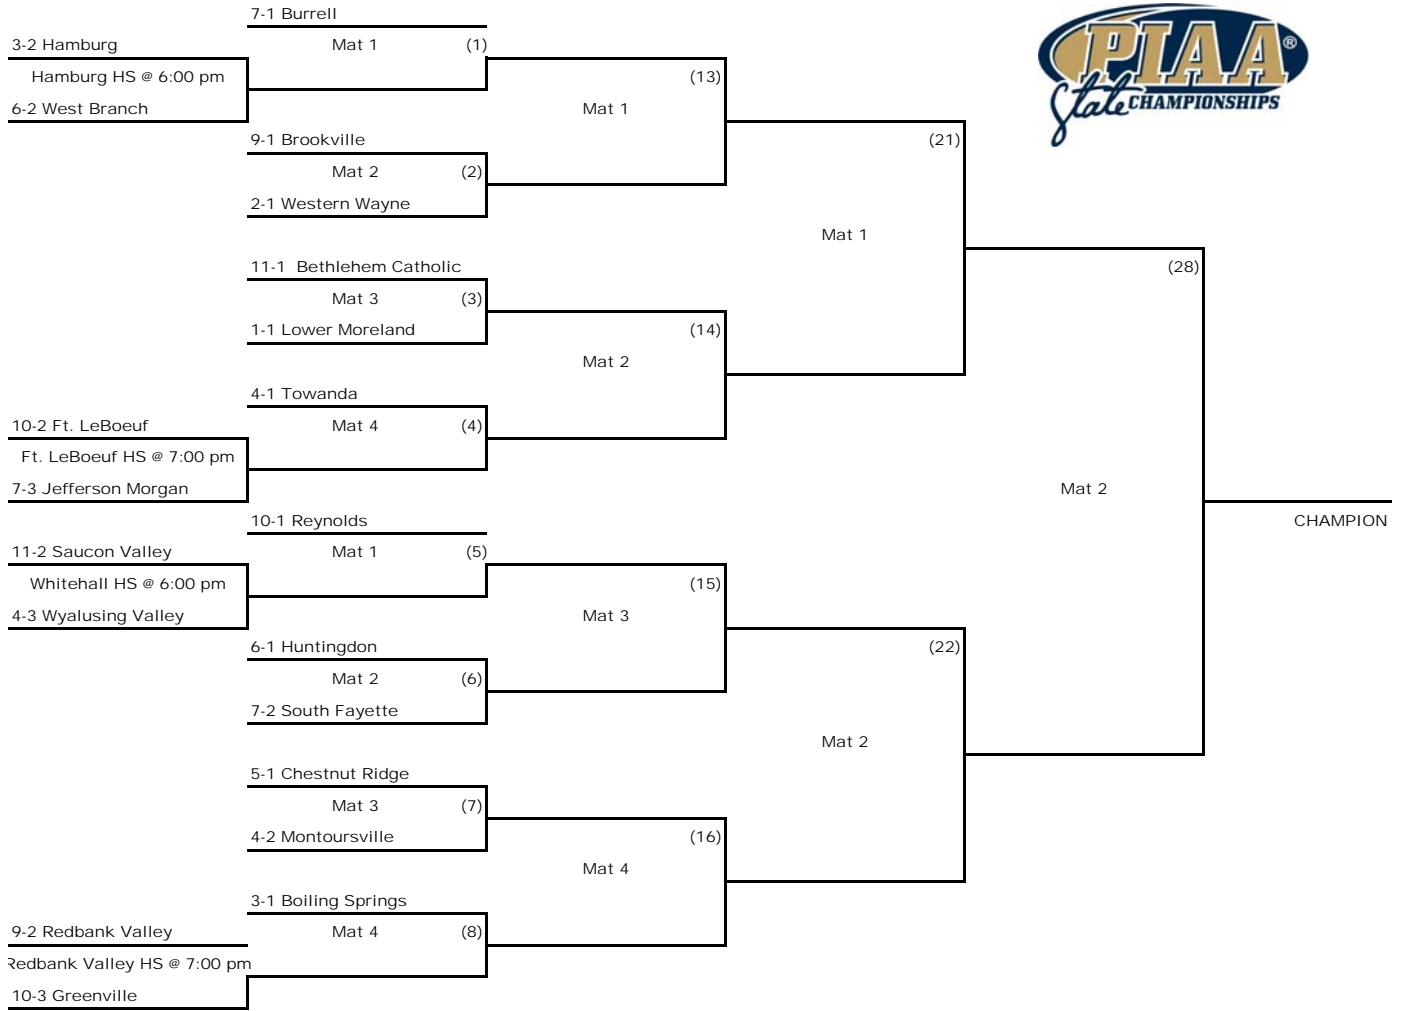 7-1 Burrell
3-2 Hamburg
Mat 1 (1)
Hamburg HS @ 6:00 pm
(13)
6-2 West Branch
Mat 1
9-1 Brookville
(21)
Mat 2 (2)
2-1 Western Wayne
Mat 1
11-1 Bethlehem Catholic
(28)
Mat 3 (3)
1-1 Lower Moreland
(14)
Mat 2
4-1 Towanda
10-2 Ft. LeBoeuf
Mat 4 (4)
Ft. LeBoeuf HS @ 7:00 pm
7-3 Jefferson Morgan
Mat 2
10-1 Reynolds
CHAMPION
11-2 Saucon Valley
Mat 1 (5)
Whitehall HS @ 6:00 pm
(15)
4-3 Wyalusing Valley
Mat 3
6-1 Huntingdon
(22)
Mat 2 (6)
7-2 South Fayette
Mat 2
5-1 Chestnut Ridge
Mat 3 (7)
4-2 Montoursville
(16)
Mat 4
3-1 Boiling Springs
9-2 Redbank Valley
Mat 4 (8)
Redbank Valley HS @ 7:00 pm
10-3 Greenville
PIAA®
State CHAMPIONSHIPS